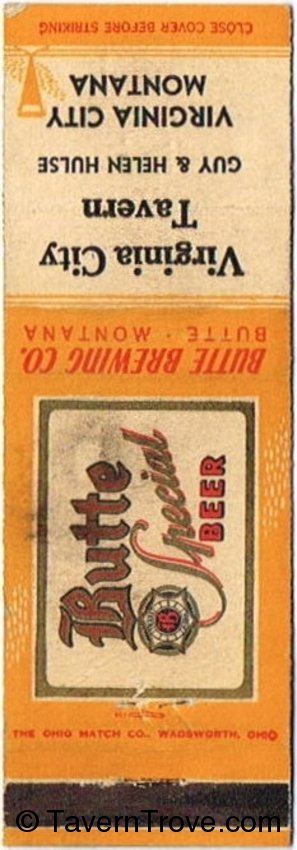 CLOSE COVER BEFORE STRIKING
Virginia City
Tavern
GUY & HELEN HULSE
VIRGINIA CITY
MONTANA
BUTTE BREWING CO.
BUTTE · MONTANA
Butte
Special
BEER
THE OHIO MATCH CO., WADSWORTH, OHIO
© TavernTrove.com